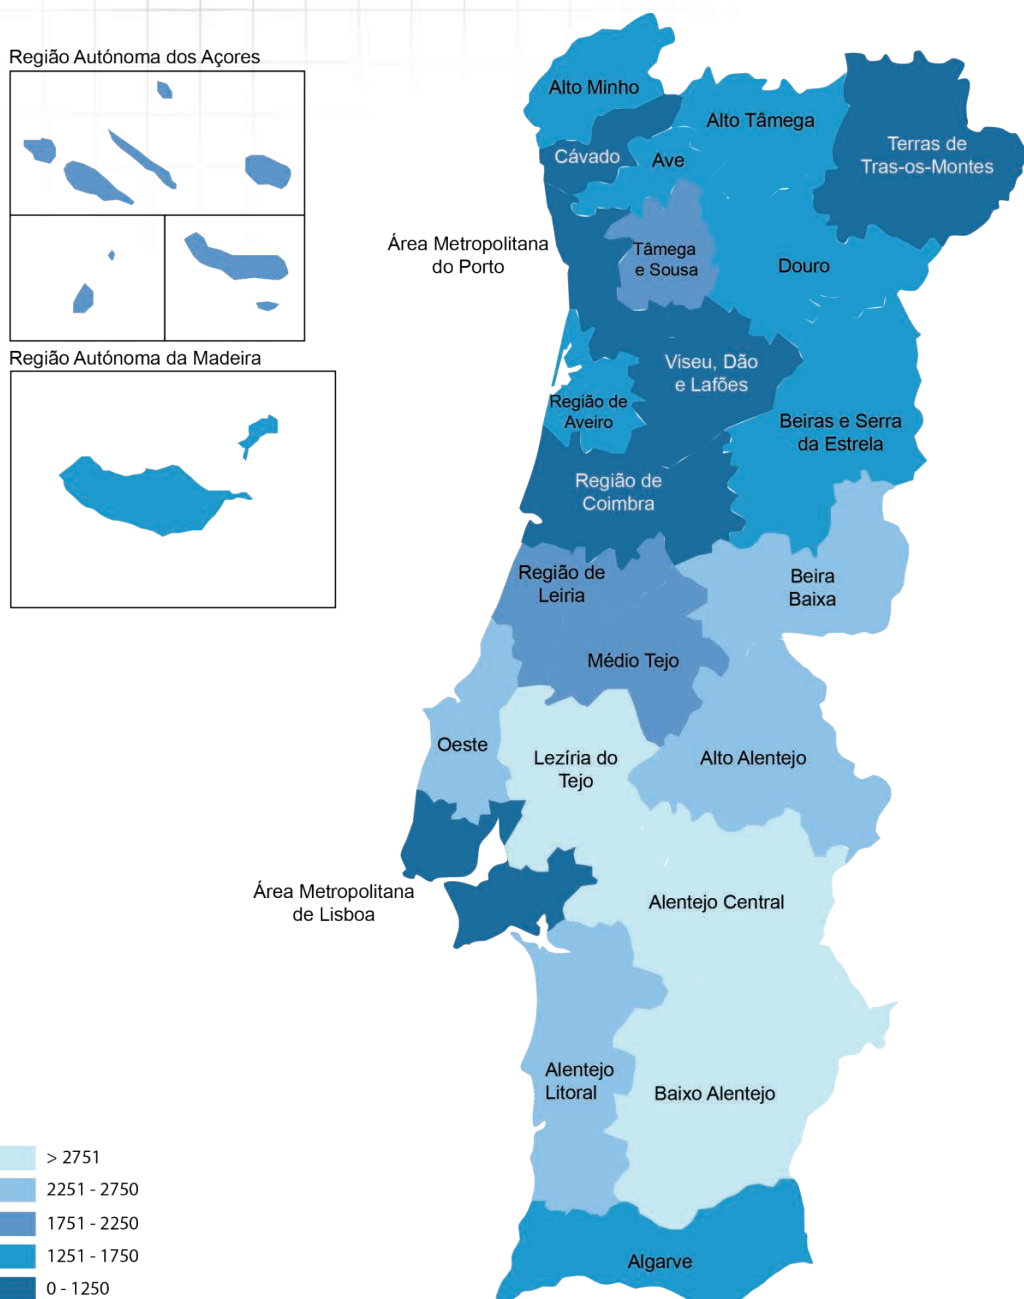 Região Autónoma dos Açores
Região Autónoma da Madeira
Alto Minho
Alto Tâmega
Terras de
Tras-os-Montes
Cávado
Ave
Área Metropolitana
do Porto
Tâmega
e Sousa
Douro
Viseu, Dão
e Lafões
Região de
Aveiro
Beiras e Serra
da Estrela
Região de
Coimbra
Região de
Leiria
Beira
Baixa
Médio Tejo
Oeste
Lezíria do
Tejo
Alto Alentejo
Área Metropolitana
de Lisboa
Alentejo Central
Alentejo
Litoral
Baixo Alentejo
Algarve
> 2751
2251 - 2750
1751 - 2250
1251 - 1750
0 - 1250